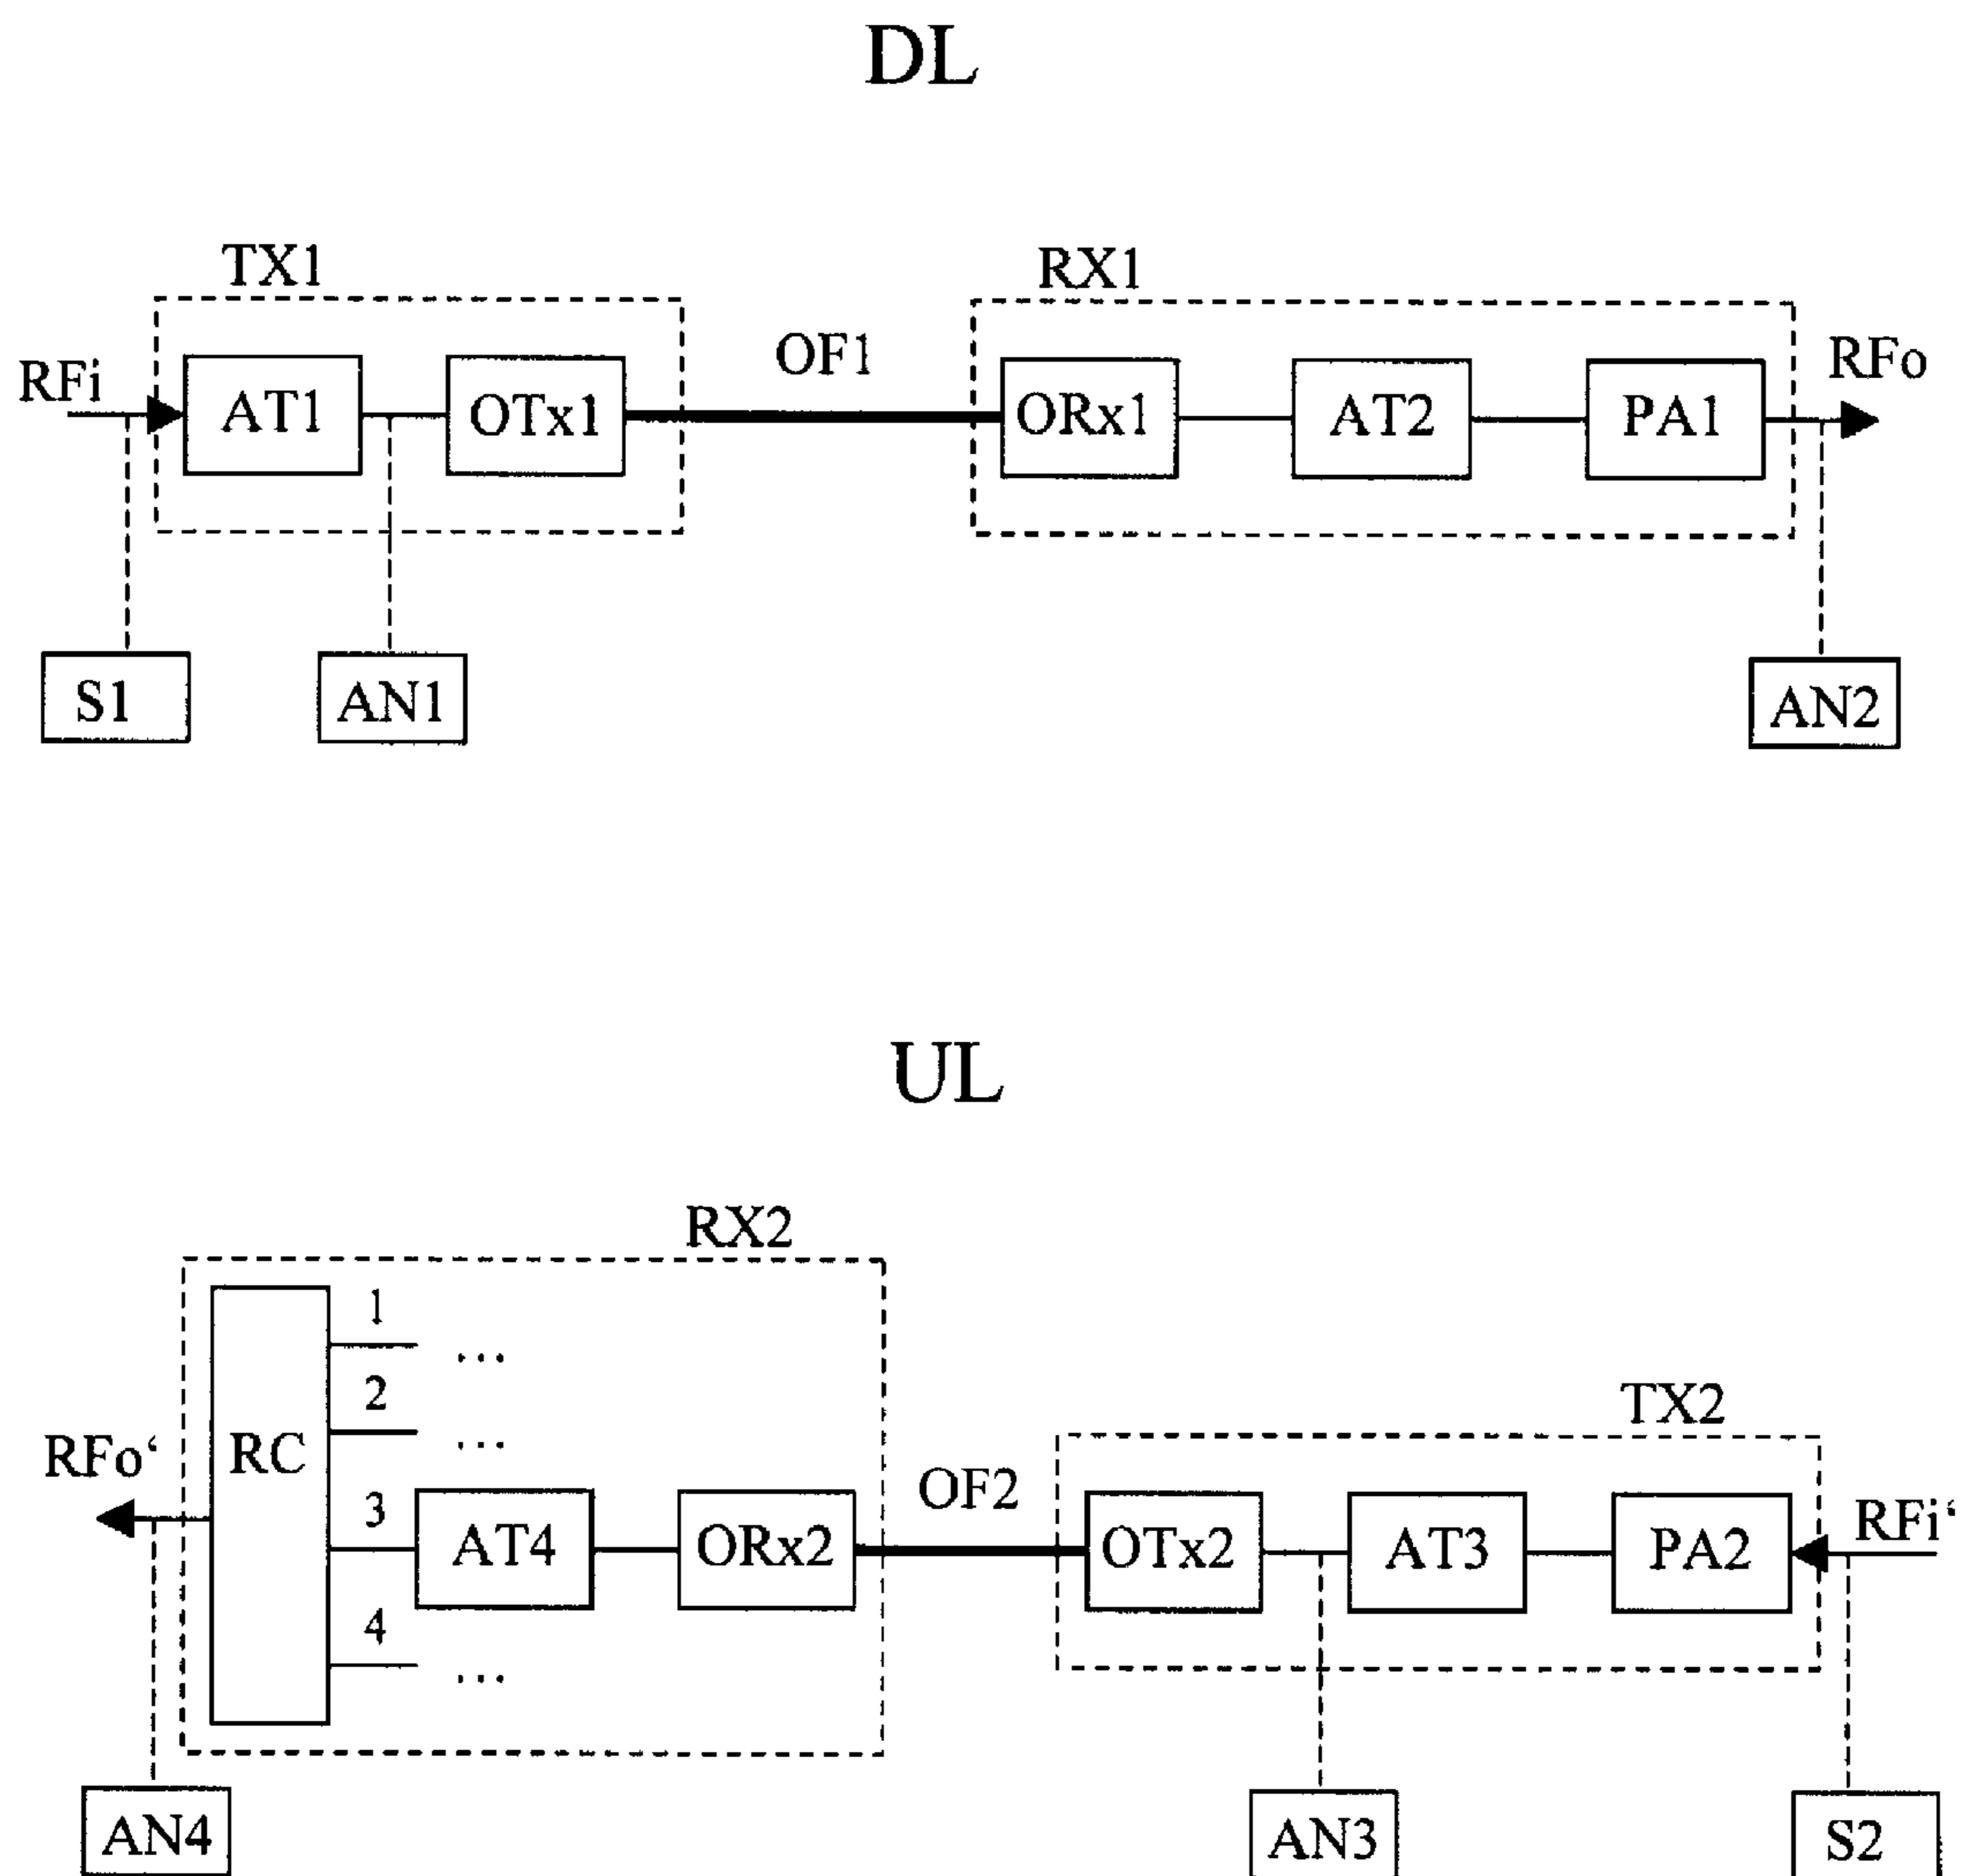 DL
TX1
RX1
OF1
RFi
RFo
AT1
OTx1
ORx1
AT2
PA1
S1
AN1
AN2
UL
RX2
1
2
TX2
RFo‘
RC
...
...
3
OF2
RFi‘
AT4
ORx2
OTx2
AT3
PA2
4
...
AN4
AN3
S2